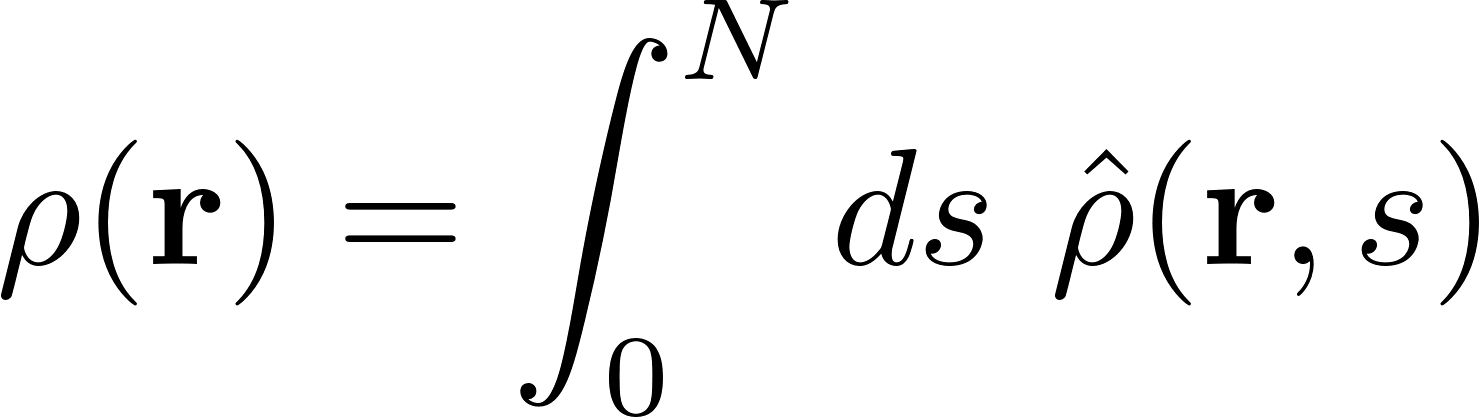 ρ(𝐫) = ∫₀ᴺ ds ρ̂(𝐫, s)